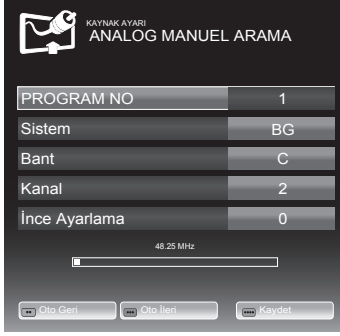 KAYNAK AYARI
ANALOG MANUEL ARAMA
PROGRAM NO 1
Sistem BG
Bant C
Kanal 2
İnce Ayarlama 0
48.25 MHz
Oto Geri Oto İleri Kaydet